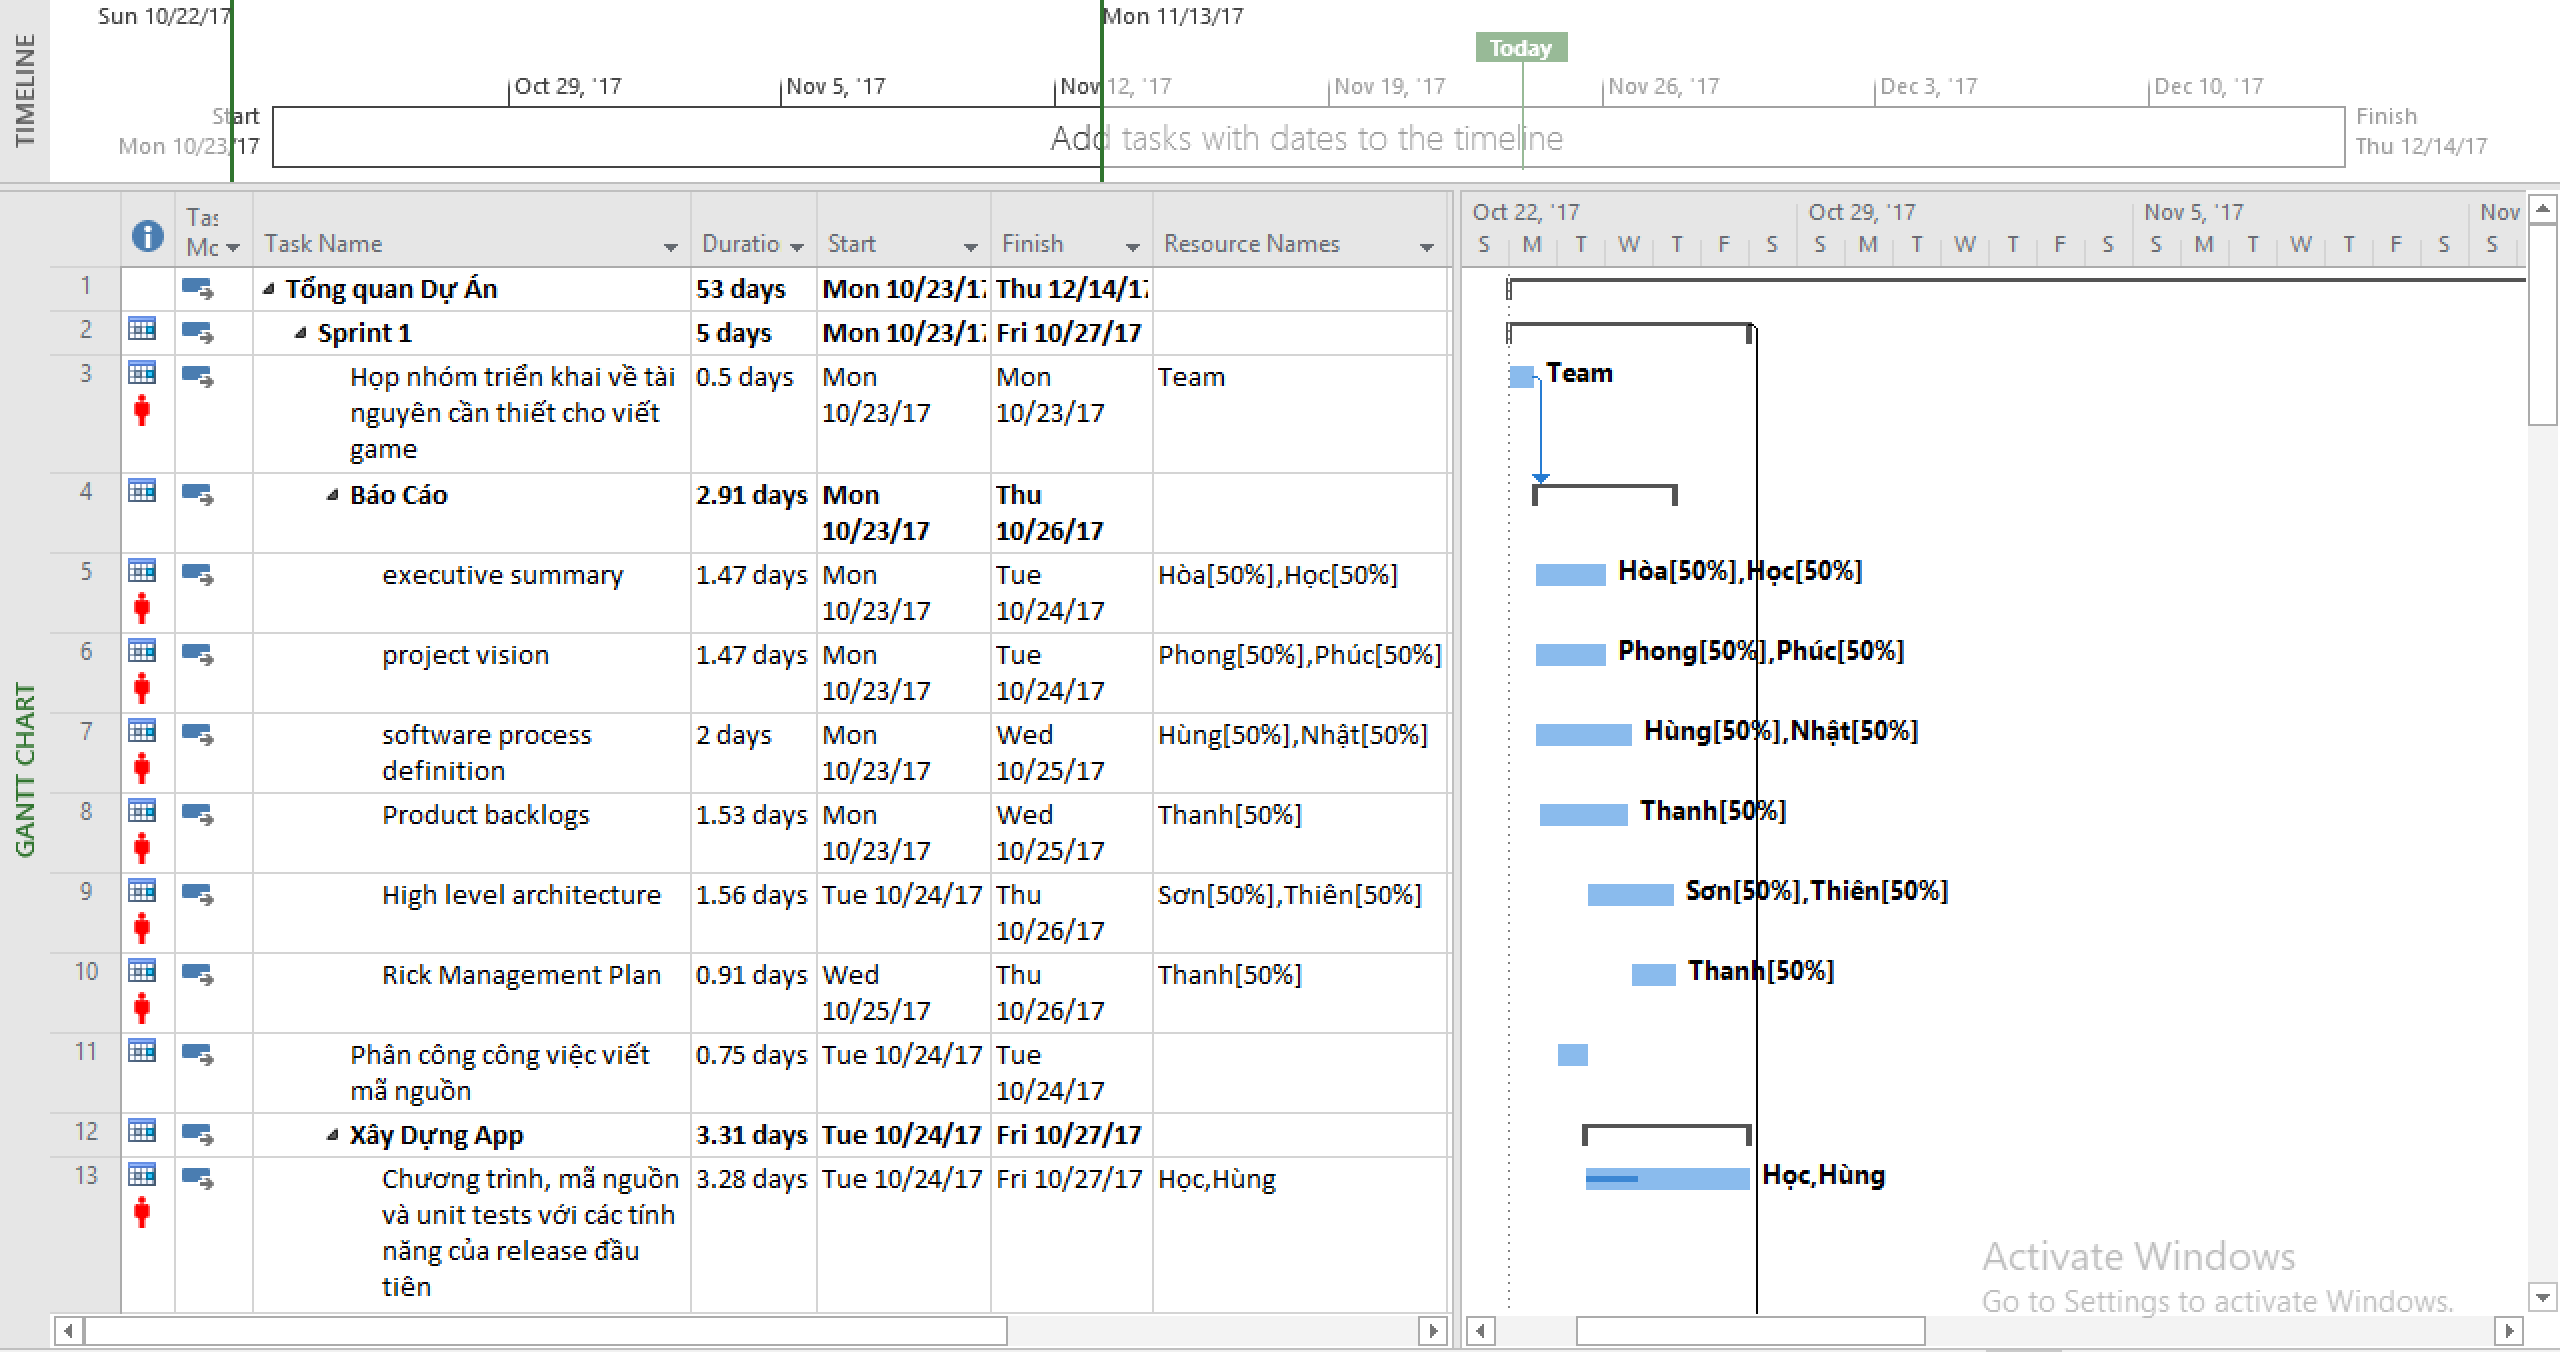 TIMELINE
Sun 10/22/17
Mon 11/13/17
Today
Oct 29, '17
Nov 5, '17
Nov 12, '17
Nov 19, '17
Nov 26, '17
Dec 3, '17
Dec 10, '17
Start
Mon 10/23/17
Add tasks with dates to the timeline
Finish
Thu 12/14/17
GANTT CHART
Tas
Mc
Task Name
Duratio
Start
Finish
Resource Names
Oct 22, '17
Oct 29, '17
Nov 5, '17
Nov
S M T W T F S S M T W T F S S M T W T F S S
1 Tổng quan Dự Án 53 days Mon 10/23/17 Thu 12/14/17
2 Sprint 1 5 days Mon 10/23/17 Fri 10/27/17
3 Họp nhóm triển khai về tài 0.5 days Mon Mon Team Team
nguyên cần thiết cho viết 10/23/17 10/23/17
game
4 Báo Cáo 2.91 days Mon Thu
10/23/17 10/26/17
5 executive summary 1.47 days Mon Tue Hòa[50%],Học[50%] Hòa[50%],Học[50%]
10/23/17 10/24/17
6 project vision 1.47 days Mon Tue Phong[50%],Phúc[50%] Phong[50%],Phúc[50%]
10/23/17 10/24/17
7 software process 2 days Mon Wed Hùng[50%],Nhật[50%] Hùng[50%],Nhật[50%]
definition 10/23/17 10/25/17
8 Product backlogs 1.53 days Mon Wed Thanh[50%] Thanh[50%]
10/23/17 10/25/17
9 High level architecture 1.56 days Tue 10/24/17 Thu Sơn[50%],Thiên[50%] Sơn[50%],Thiên[50%]
10/26/17
10 Rick Management Plan 0.91 days Wed Thu Thanh[50%] Thanh[50%]
10/25/17 10/26/17
11 Phân công công việc viết 0.75 days Tue 10/24/17 Tue
mã nguồn 10/24/17
12 Xây Dựng App 3.31 days Tue 10/24/17 Fri 10/27/17
13 Chương trình, mã nguồn 3.28 days Tue 10/24/17 Fri 10/27/17 Học,Hùng Học,Hùng
và unit tests với các tính
năng của release đầu
tiên
Activate Windows
Go to Settings to activate Windows.